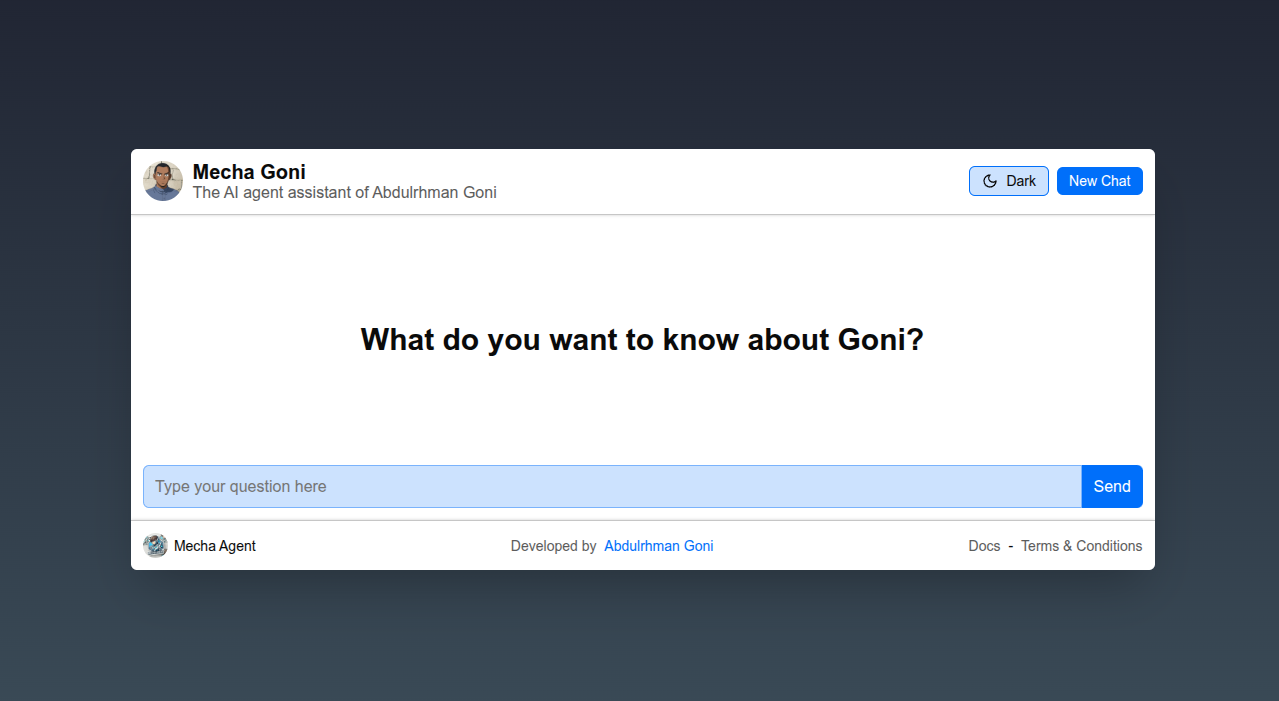 Mecha Goni
The AI agent assistant of Abdulrhman Goni
Dark
New Chat
What do you want to know about Goni?
Type your question here
Send
Mecha Agent
Developed by Abdulrhman Goni
Docs - Terms & Conditions